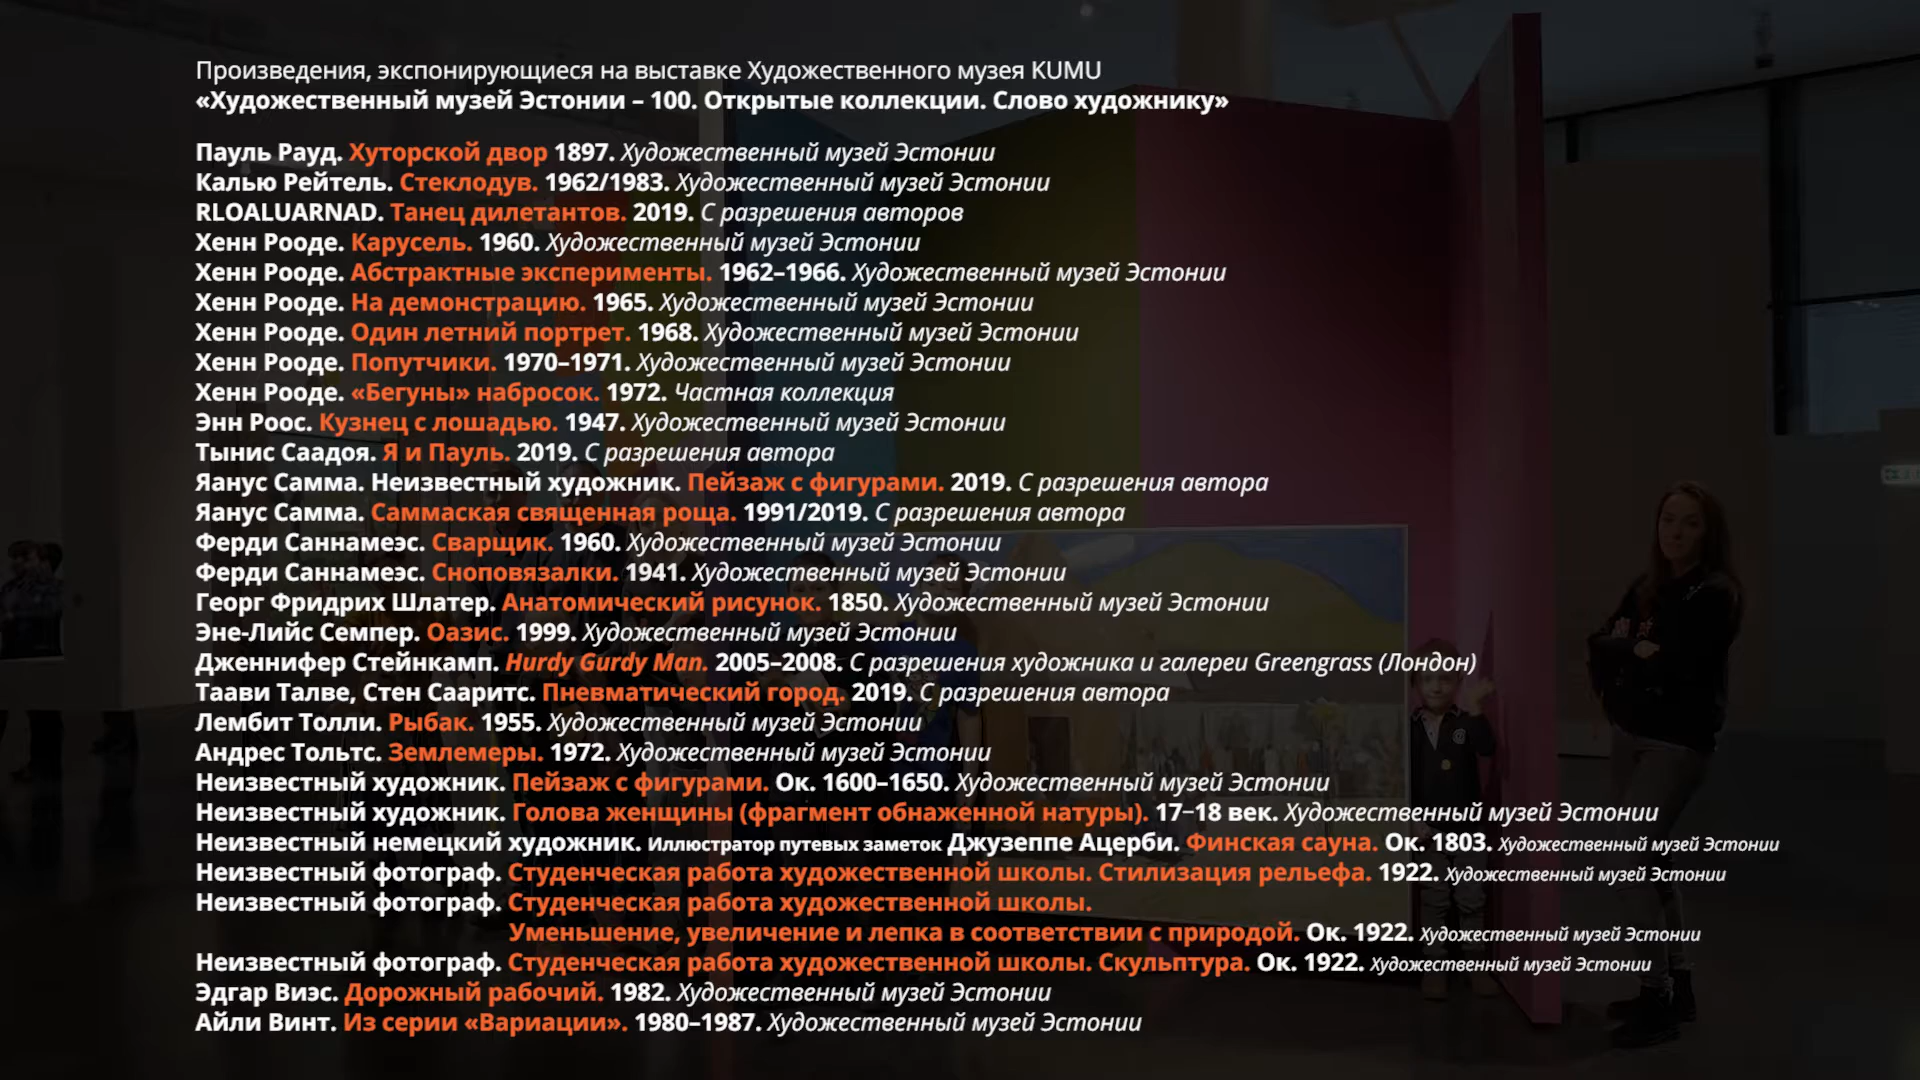 Произведения, экспонирующиеся на выставке Художественного музея KUMU
«Художественный музей Эстонии – 100. Открытые коллекции. Слово художнику»
Пауль Рауд. Хуторской двор 1897. Художественный музей Эстонии
Калью Рейтель. Стеклодув. 1962/1983. Художественный музей Эстонии
RLOALUARNAD. Танец дилетантов. 2019. С разрешения авторов
Хенн Рооде. Карусель. 1960. Художественный музей Эстонии
Хенн Рооде. Абстрактные эксперименты. 1962–1966. Художественный музей Эстонии
Хенн Рооде. На демонстрацию. 1965. Художественный музей Эстонии
Хенн Рооде. Один летний портрет. 1968. Художественный музей Эстонии
Хенн Рооде. Попутчики. 1970–1971. Художественный музей Эстонии
Хенн Рооде. «Бегуны» набросок. 1972. Частная коллекция
Энн Роос. Кузнец с лошадью. 1947. Художественный музей Эстонии
Тынис Саадоя. Я и Пауль. 2019. С разрешения автора
Яанус Самма. Неизвестный художник. Пейзаж с фигурами. 2019. С разрешения автора
Яанус Самма. Саммаская священная роща. 1991/2019. С разрешения автора
Ферди Саннамеэс. Сварщик. 1960. Художественный музей Эстонии
Ферди Саннамеэс. Сноповязалки. 1941. Художественный музей Эстонии
Георг Фридрих Шлатер. Анатомический рисунок. 1850. Художественный музей Эстонии
Эне-Лийс Семпер. Оазис. 1999. Художественный музей Эстонии
Дженнифер Стейнкамп. Hurdy Gurdy Man. 2005–2008. С разрешения художника и галереи Greengrass (Лондон)
Таави Талве, Стен Сааритс. Пневматический город. 2019. С разрешения автора
Лембит Толли. Рыбак. 1955. Художественный музей Эстонии
Андрес Тольтс. Землемеры. 1972. Художественный музей Эстонии
Неизвестный художник. Пейзаж с фигурами. Ок. 1600–1650. Художественный музей Эстонии
Неизвестный художник. Голова женщины (фрагмент обнаженной натуры). 17–18 век. Художественный музей Эстонии
Неизвестный немецкий художник. Иллюстратор путевых заметок Джузеппе Ацерби. Финская сауна. Ок. 1803. Художественный музей Эстонии
Неизвестный фотограф. Студенческая работа художественной школы. Стилизация рельефа. 1922. Художественный музей Эстонии
Неизвестный фотограф. Студенческая работа художественной школы.
Уменьшение, увеличение и лепка в соответствии с природой. Ок. 1922. Художественный музей Эстонии
Неизвестный фотограф. Студенческая работа художественной школы. Скульптура. Ок. 1922. Художественный музей Эстонии
Эдгар Виэс. Дорожный рабочий. 1982. Художественный музей Эстонии
Айли Винт. Из серии «Вариации». 1980–1987. Художественный музей Эстонии